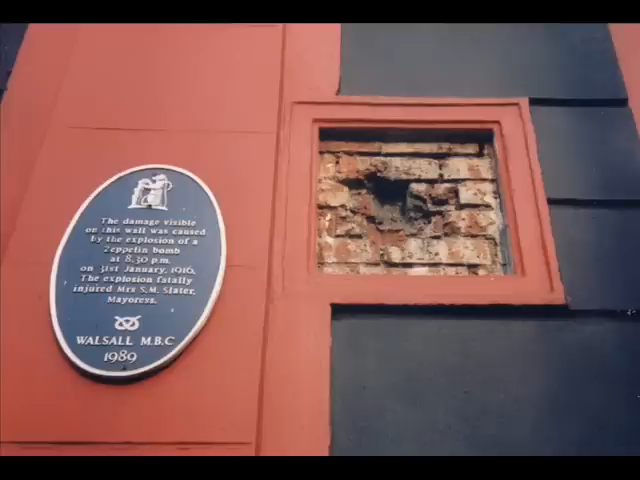 The damage visible
on this wall was caused
by the explosion of a
Zeppelin bomb
at 8.30 p.m.
on 31st January, 1916.
The explosion fatally
injured Mrs S.M. Slater,
Mayoress.
WALSALL M.B.C
1989